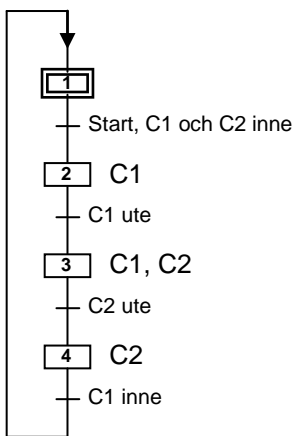 1
Start, C1 och C2 inne
2 C1
C1 ute
3 C1, C2
C2 ute
4 C2
C1 inne